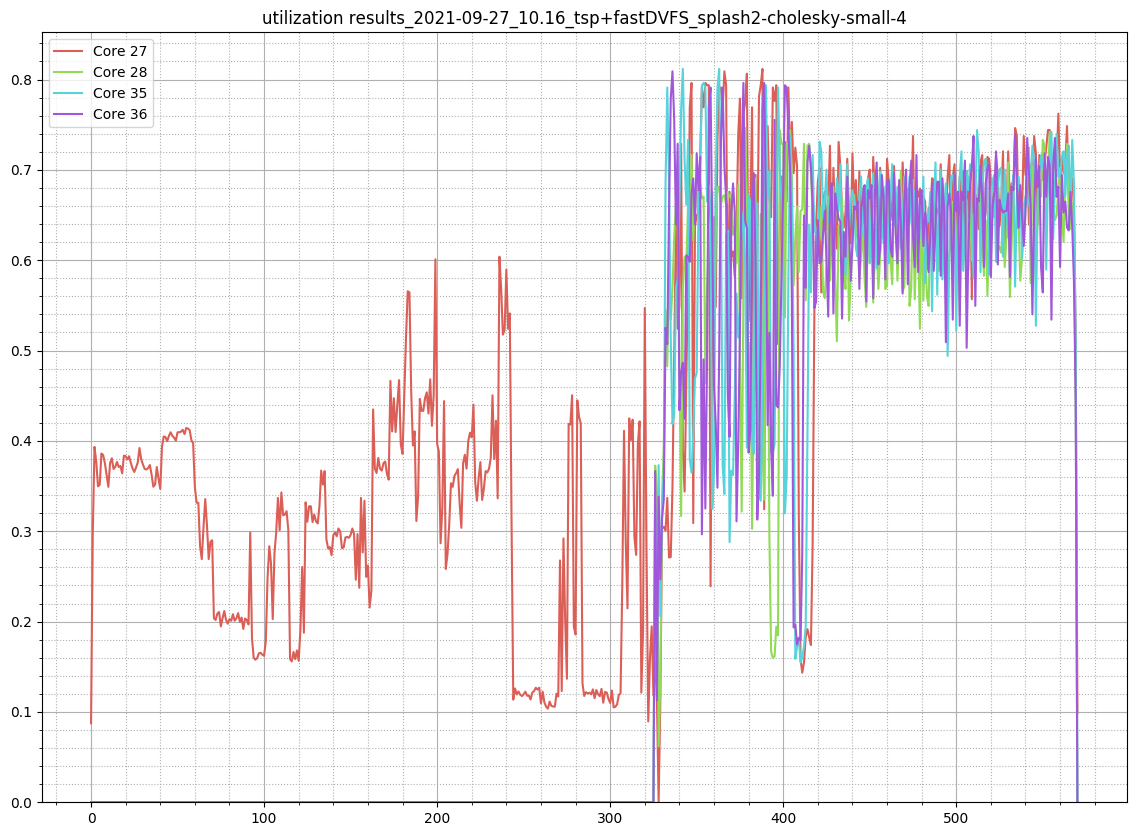 utilization results_2021-09-27_10.16_tsp+fastDVFS_splash2-cholesky-small-4
Core 27
Core 28
Core 35
Core 36
0.8
0.7
0.6
0.5
0.4
0.3
0.2
0.1
0.0
0 100 200 300 400 500